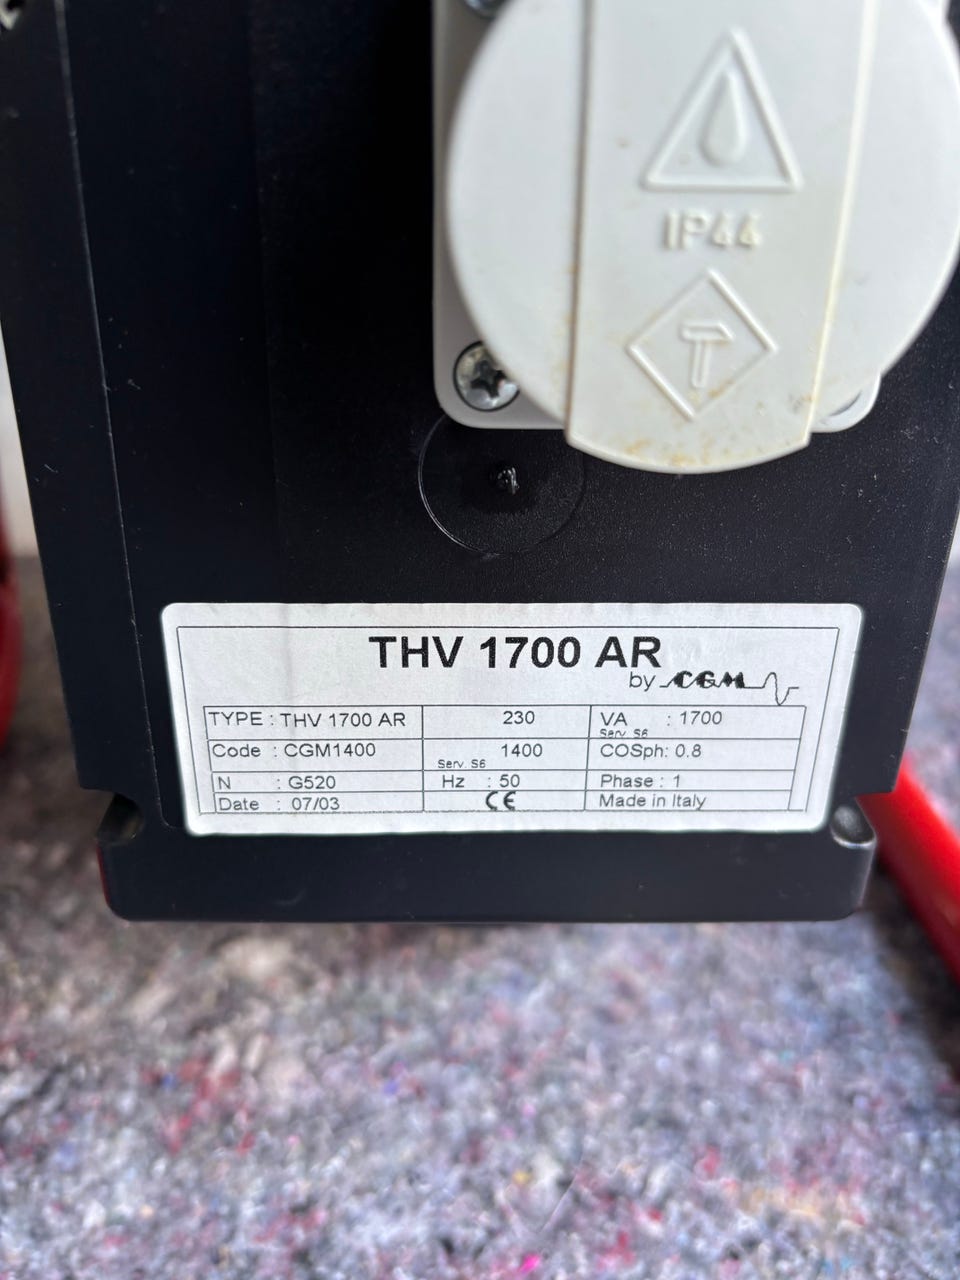 IP44
T
THV 1700 AR
by CGM
TYPE : THV 1700 AR 230 VA : 1700
Serv. S6
Code : CGM1400 1400 COSph: 0.8
Serv. S6
N : G520 Hz : 50 Phase : 1
Date : 07/03 CE Made in Italy